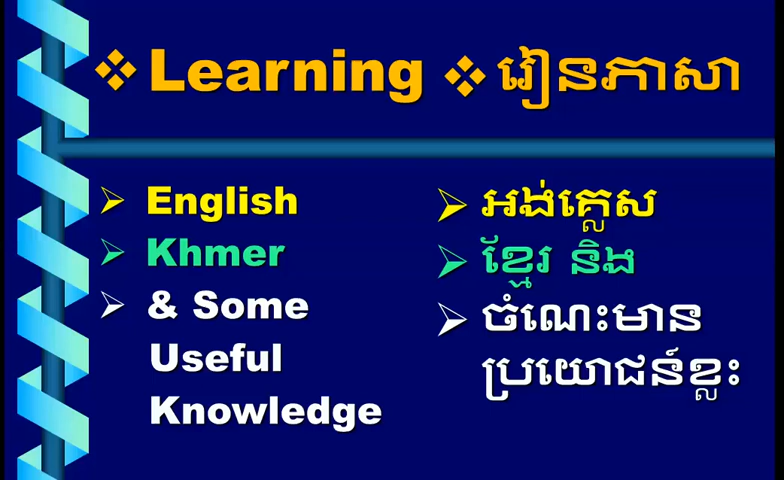 ❖ Learning ❖ រៀនភាសា
➢ English
➢ Khmer
➢ & Some
Useful
Knowledge
➢ អង់គ្លេស
➢ ខ្មែរ និង
➢ ចំណេះមាន
ប្រយោជន៍ខ្លះ